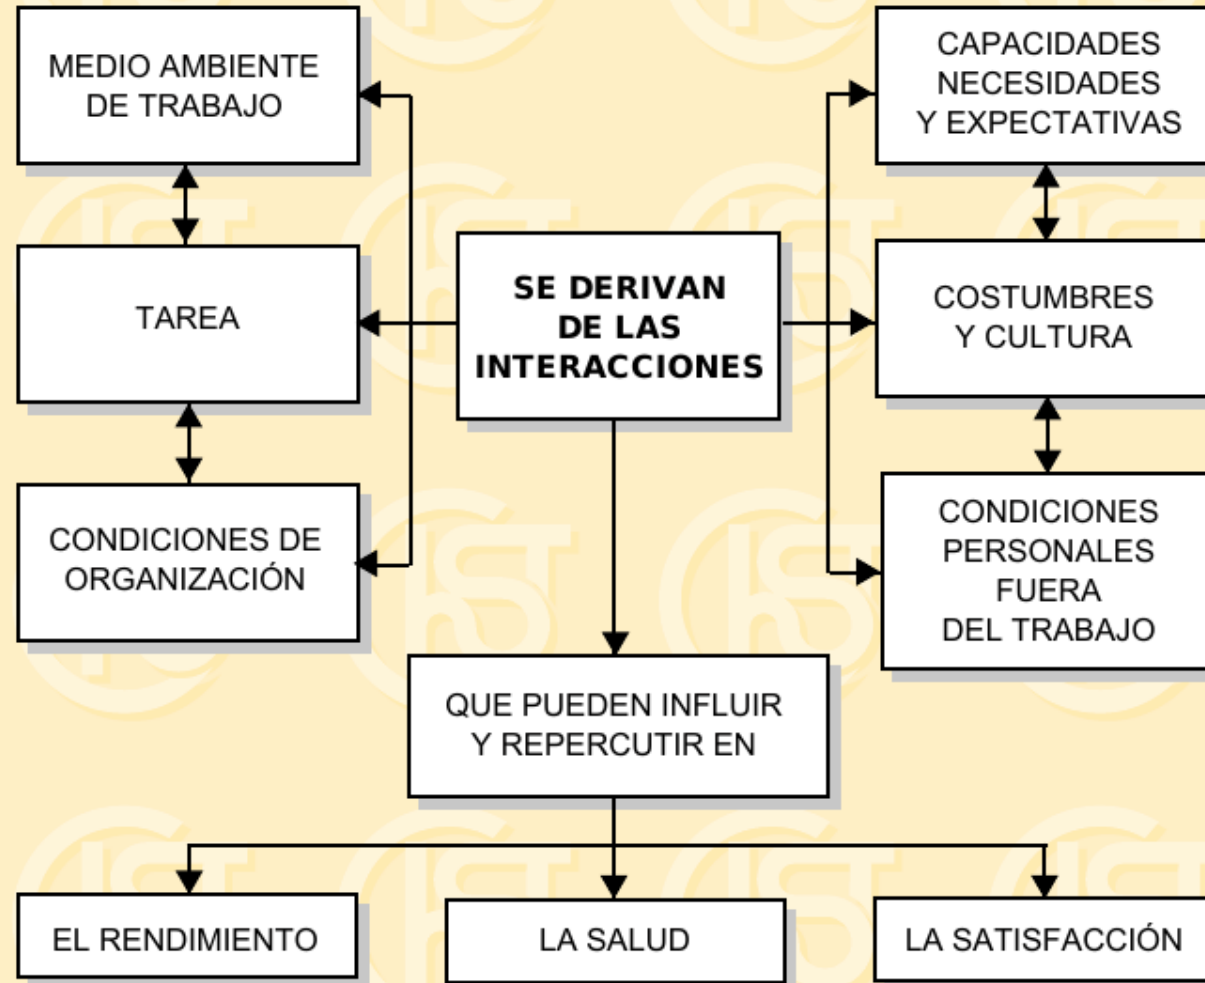 MEDIO AMBIENTE
DE TRABAJO
CAPACIDADES
NECESIDADES
Y EXPECTATIVAS
TAREA
SE DERIVAN
DE LAS
INTERACCIONES
COSTUMBRES
Y CULTURA
CONDICIONES DE
ORGANIZACIÓN
CONDICIONES
PERSONALES
FUERA
DEL TRABAJO
QUE PUEDEN INFLUIR
Y REPERCUTIR EN
EL RENDIMIENTO
LA SALUD
LA SATISFACCIÓN